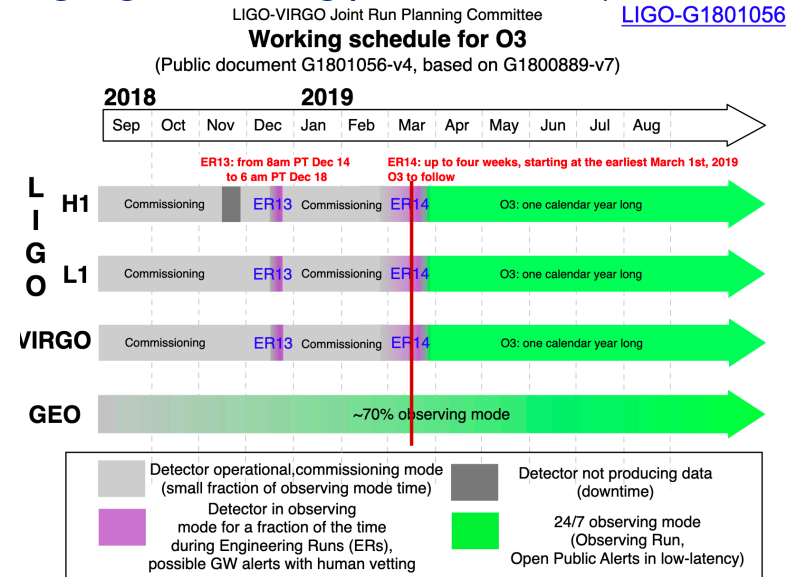 LIGO-VIRGO Joint Run Planning Committee
LIGO-G1801056
Working schedule for O3
(Public document G1801056-v4, based on G1800889-v7)
2018 2019
Sep Oct Nov Dec Jan Feb Mar Apr May Jun Jul Aug
ER13: from 8am PT Dec 14
to 6 am PT Dec 18
ER14: up to four weeks, starting at the earliest March 1st, 2019
O3 to follow
LIGO
H1 Commissioning ER13 Commissioning ER14 O3: one calendar year long
L1 Commissioning ER13 Commissioning ER14 O3: one calendar year long
VIRGO Commissioning ER13 Commissioning ER14 O3: one calendar year long
GEO ~70% observing mode
Detector operational,commissioning mode
(small fraction of observing mode time)
Detector not producing data
(downtime)
Detector in observing
mode for a fraction of the time
during Engineering Runs (ERs),
possible GW alerts with human vetting
24/7 observing mode
(Observing Run,
Open Public Alerts in low-latency)